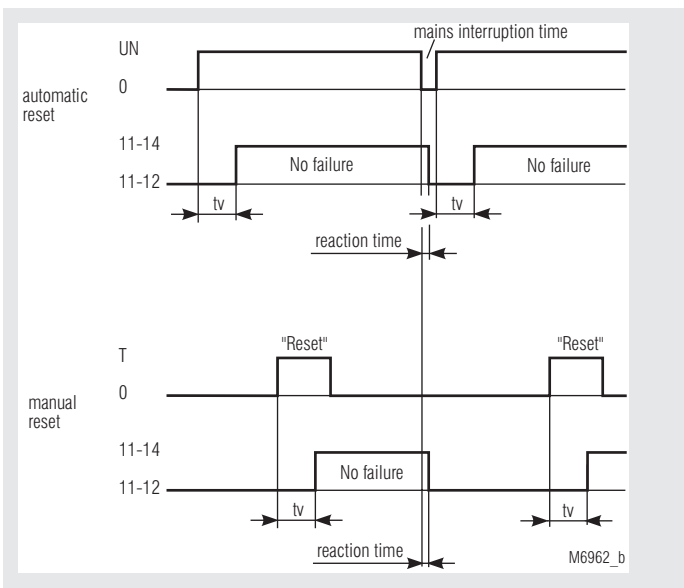 mains interruption time
UN
0
automatic
reset
11-14
11-12
No failure
No failure
tv
tv
reaction time
"Reset"
"Reset"
T
0
manual
reset
11-14
11-12
No failure
tv
tv
reaction time
M6962_b